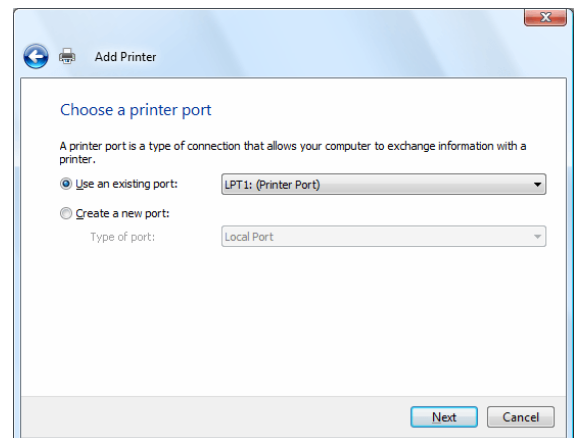 Add Printer
Choose a printer port
A printer port is a type of connection that allows your computer to exchange information with a
printer.
Use an existing port: LPT1: (Printer Port)
Create a new port:
Type of port: Local Port
Next Cancel